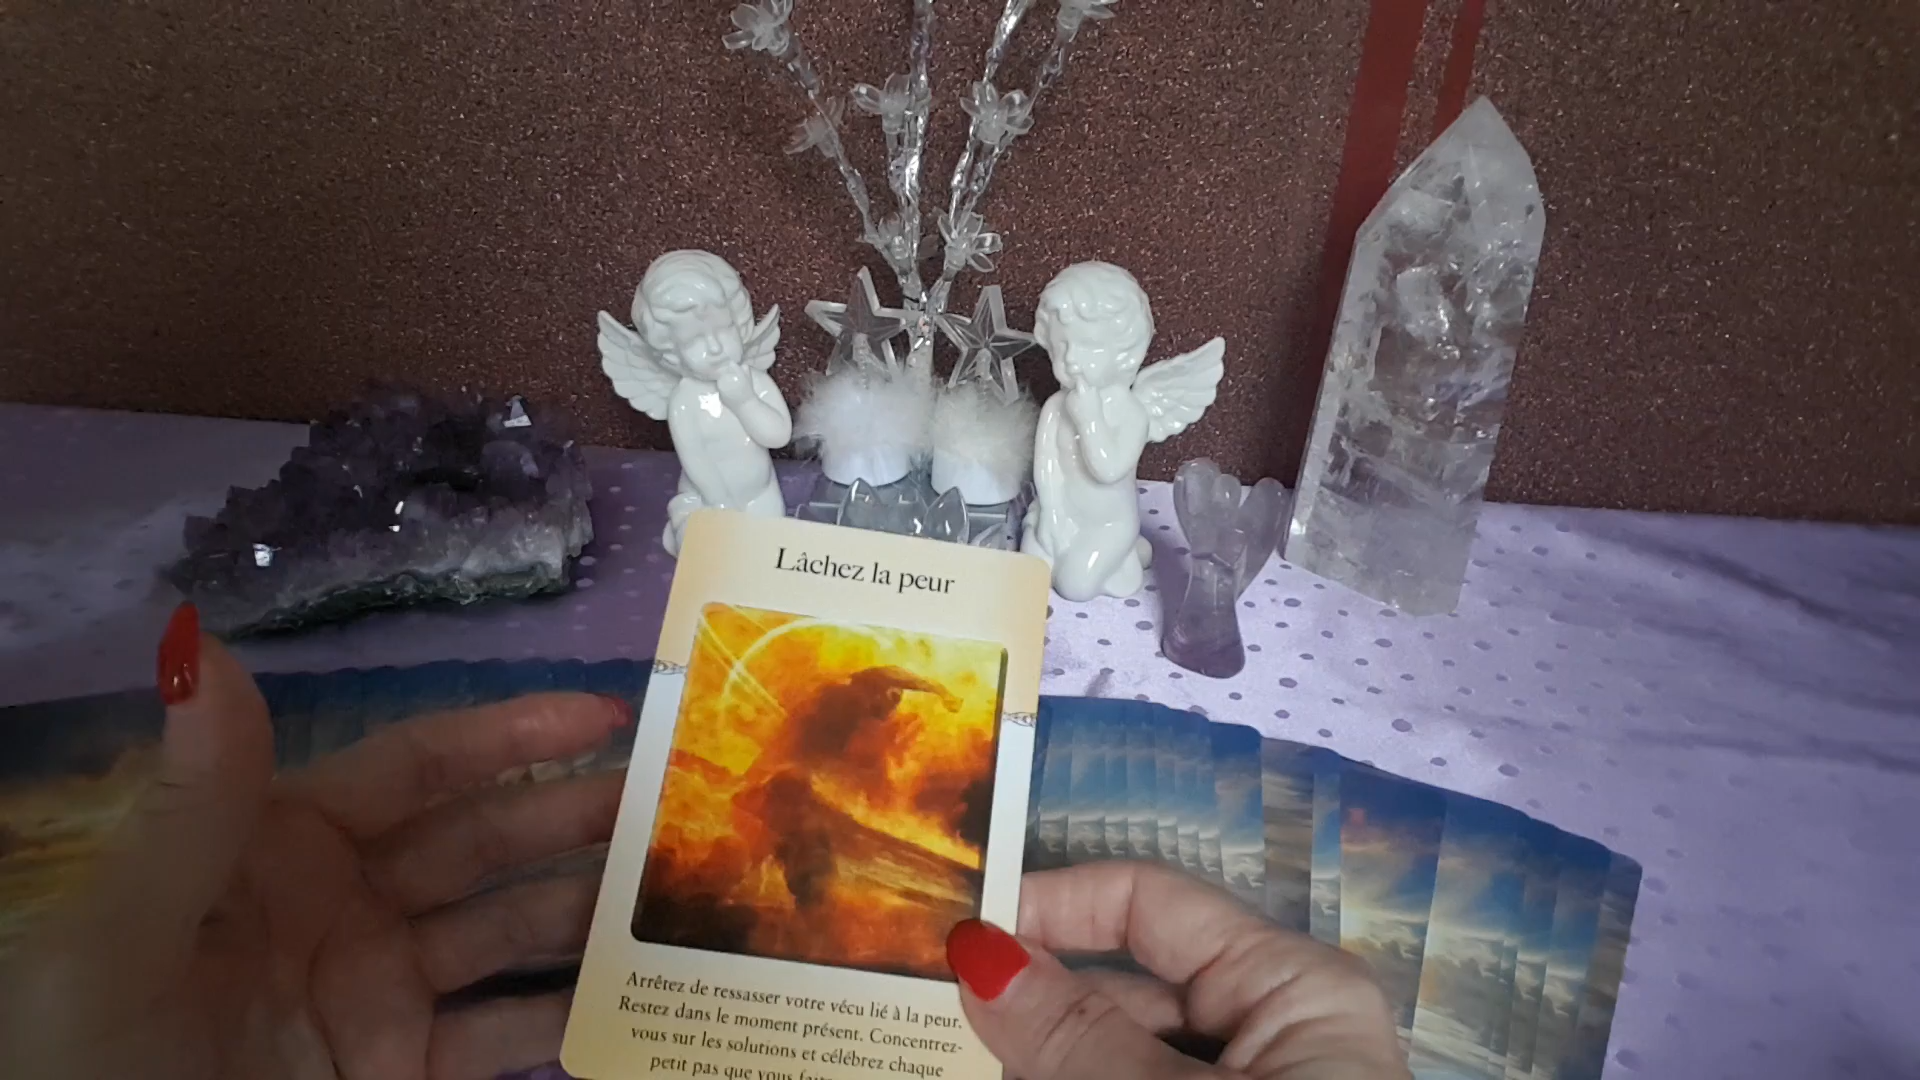 Lâchez la peur
Arrêtez de ressasser votre vécu lié à la peur.
Restez dans le moment présent. Concentrez-
vous sur les solutions et célébrez chaque
petit pas que vous